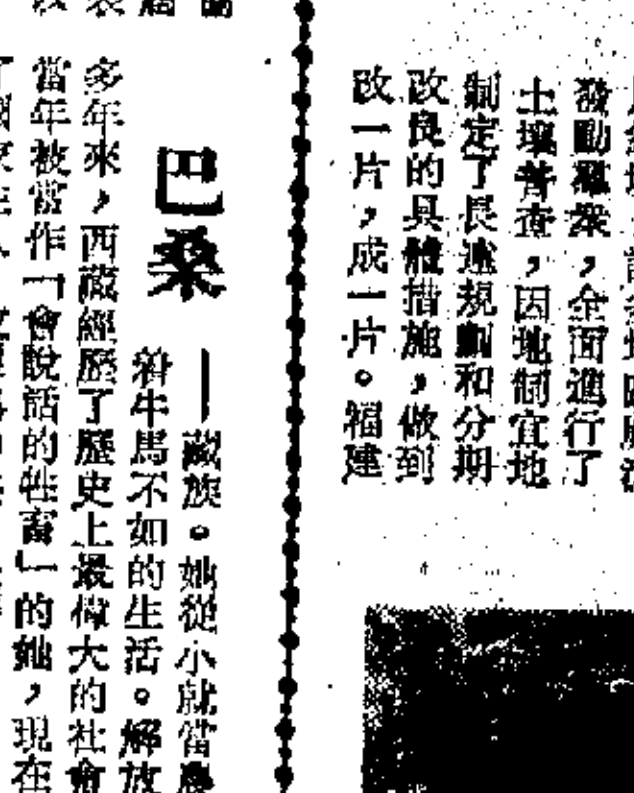 發動羣衆，全面進行了
土壤普查，因地制宜地
制定了長遠規劃和分期
改良的具體措施，做到
改一片，成一片。福建
巴桑
——藏族。她從小就當農
着牛馬不如的生活。解放
多年來，西藏經歷了歷史上最偉大的社會
當年被當作「會說話的牲畜」的她，現在